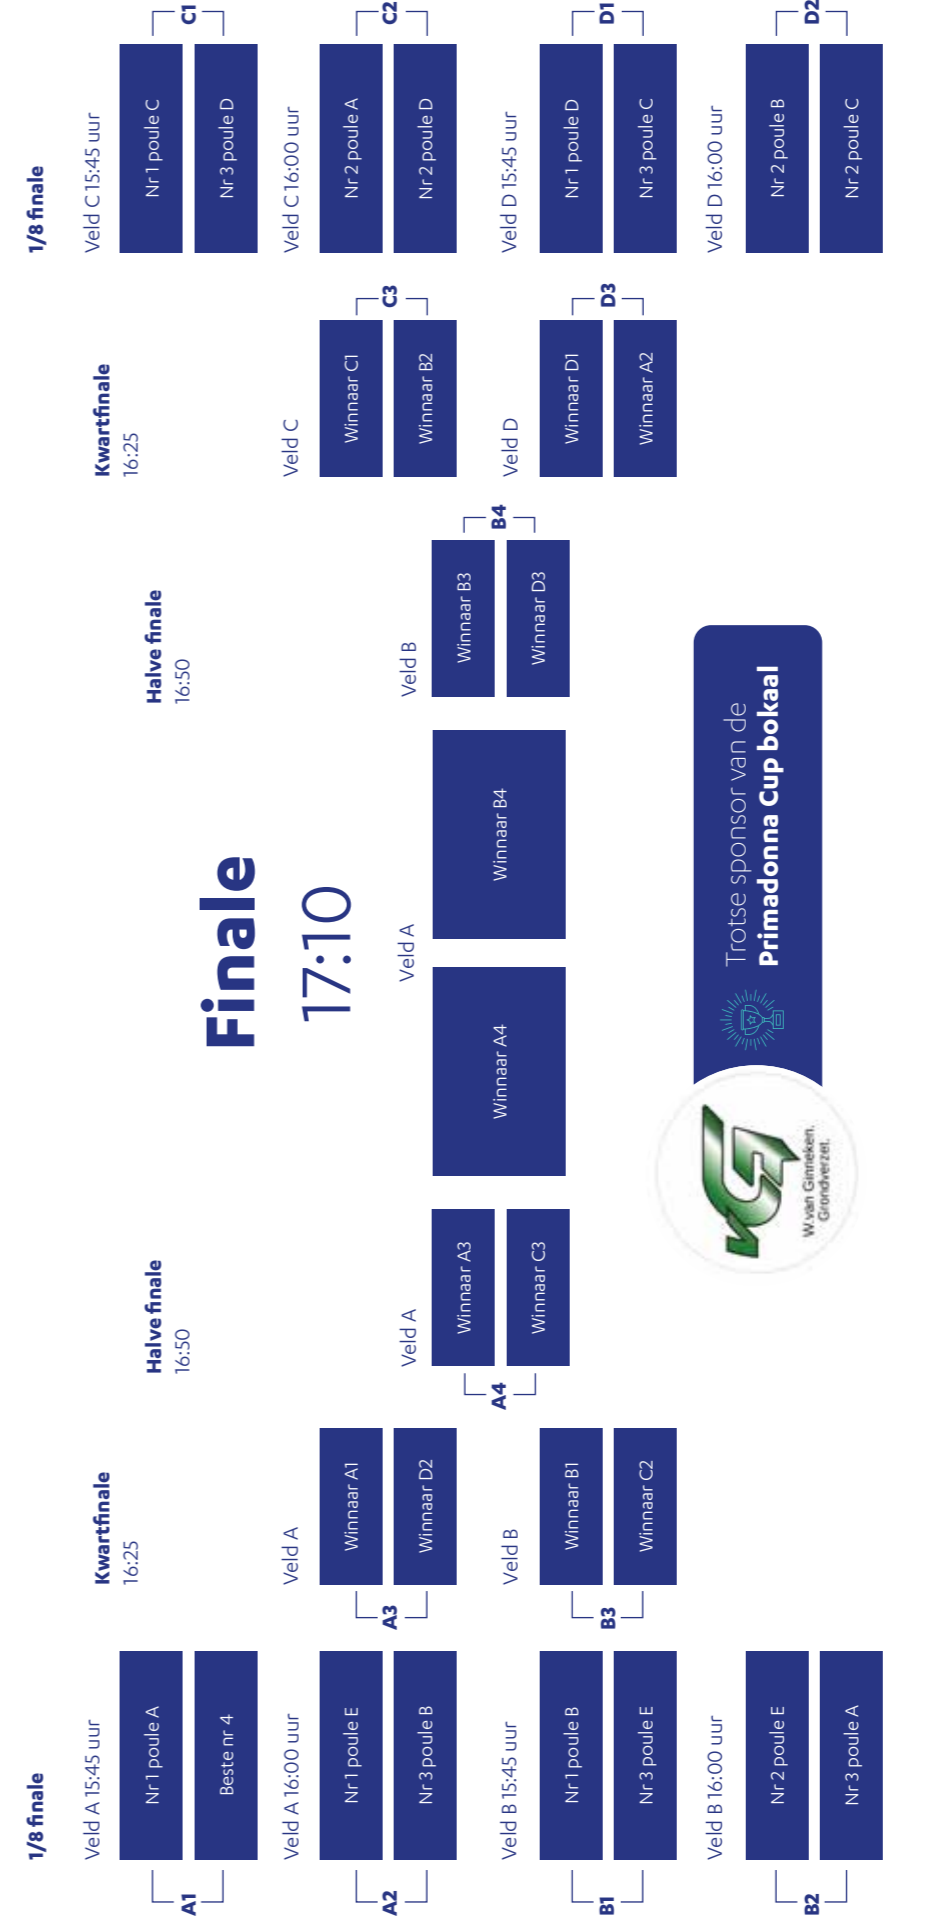 1/8 finale
Veld A 15:45 uur
Nr 1 poule A
Beste nr 4
A1
Veld A 16:00 uur
Nr 1 poule E
Nr 3 poule B
A2
Veld B 15:45 uur
Nr 1 poule B
Nr 3 poule E
B1
Veld B 16:00 uur
Nr 2 poule E
Nr 3 poule A
B2
Kwartfinale
16:25
Veld A
Winnaar A1
Winnaar D2
A3
Veld B
Winnaar B1
Winnaar C2
B3
Halve finale
16:50
Veld A
Winnaar A3
Winnaar C3
A4
Finale
17:10
Veld A
Winnaar A4
Winnaar B4
Halve finale
16:50
Veld B
Winnaar B3
Winnaar D3
B4
Kwartfinale
16:25
Veld C
Winnaar C1
Winnaar B2
C3
Veld D
Winnaar D1
Winnaar A2
D3
1/8 finale
Veld C 15:45 uur
Nr 1 poule C
Nr 3 poule D
C1
Veld C 16:00 uur
Nr 2 poule A
Nr 2 poule D
C2
Veld D 15:45 uur
Nr 1 poule D
Nr 3 poule C
D1
Veld D 16:00 uur
Nr 2 poule B
Nr 2 poule C
D2
vG
W.van Ginneken.
Grondverzet.
Trotse sponsor van de
Primadonna Cup bokaal